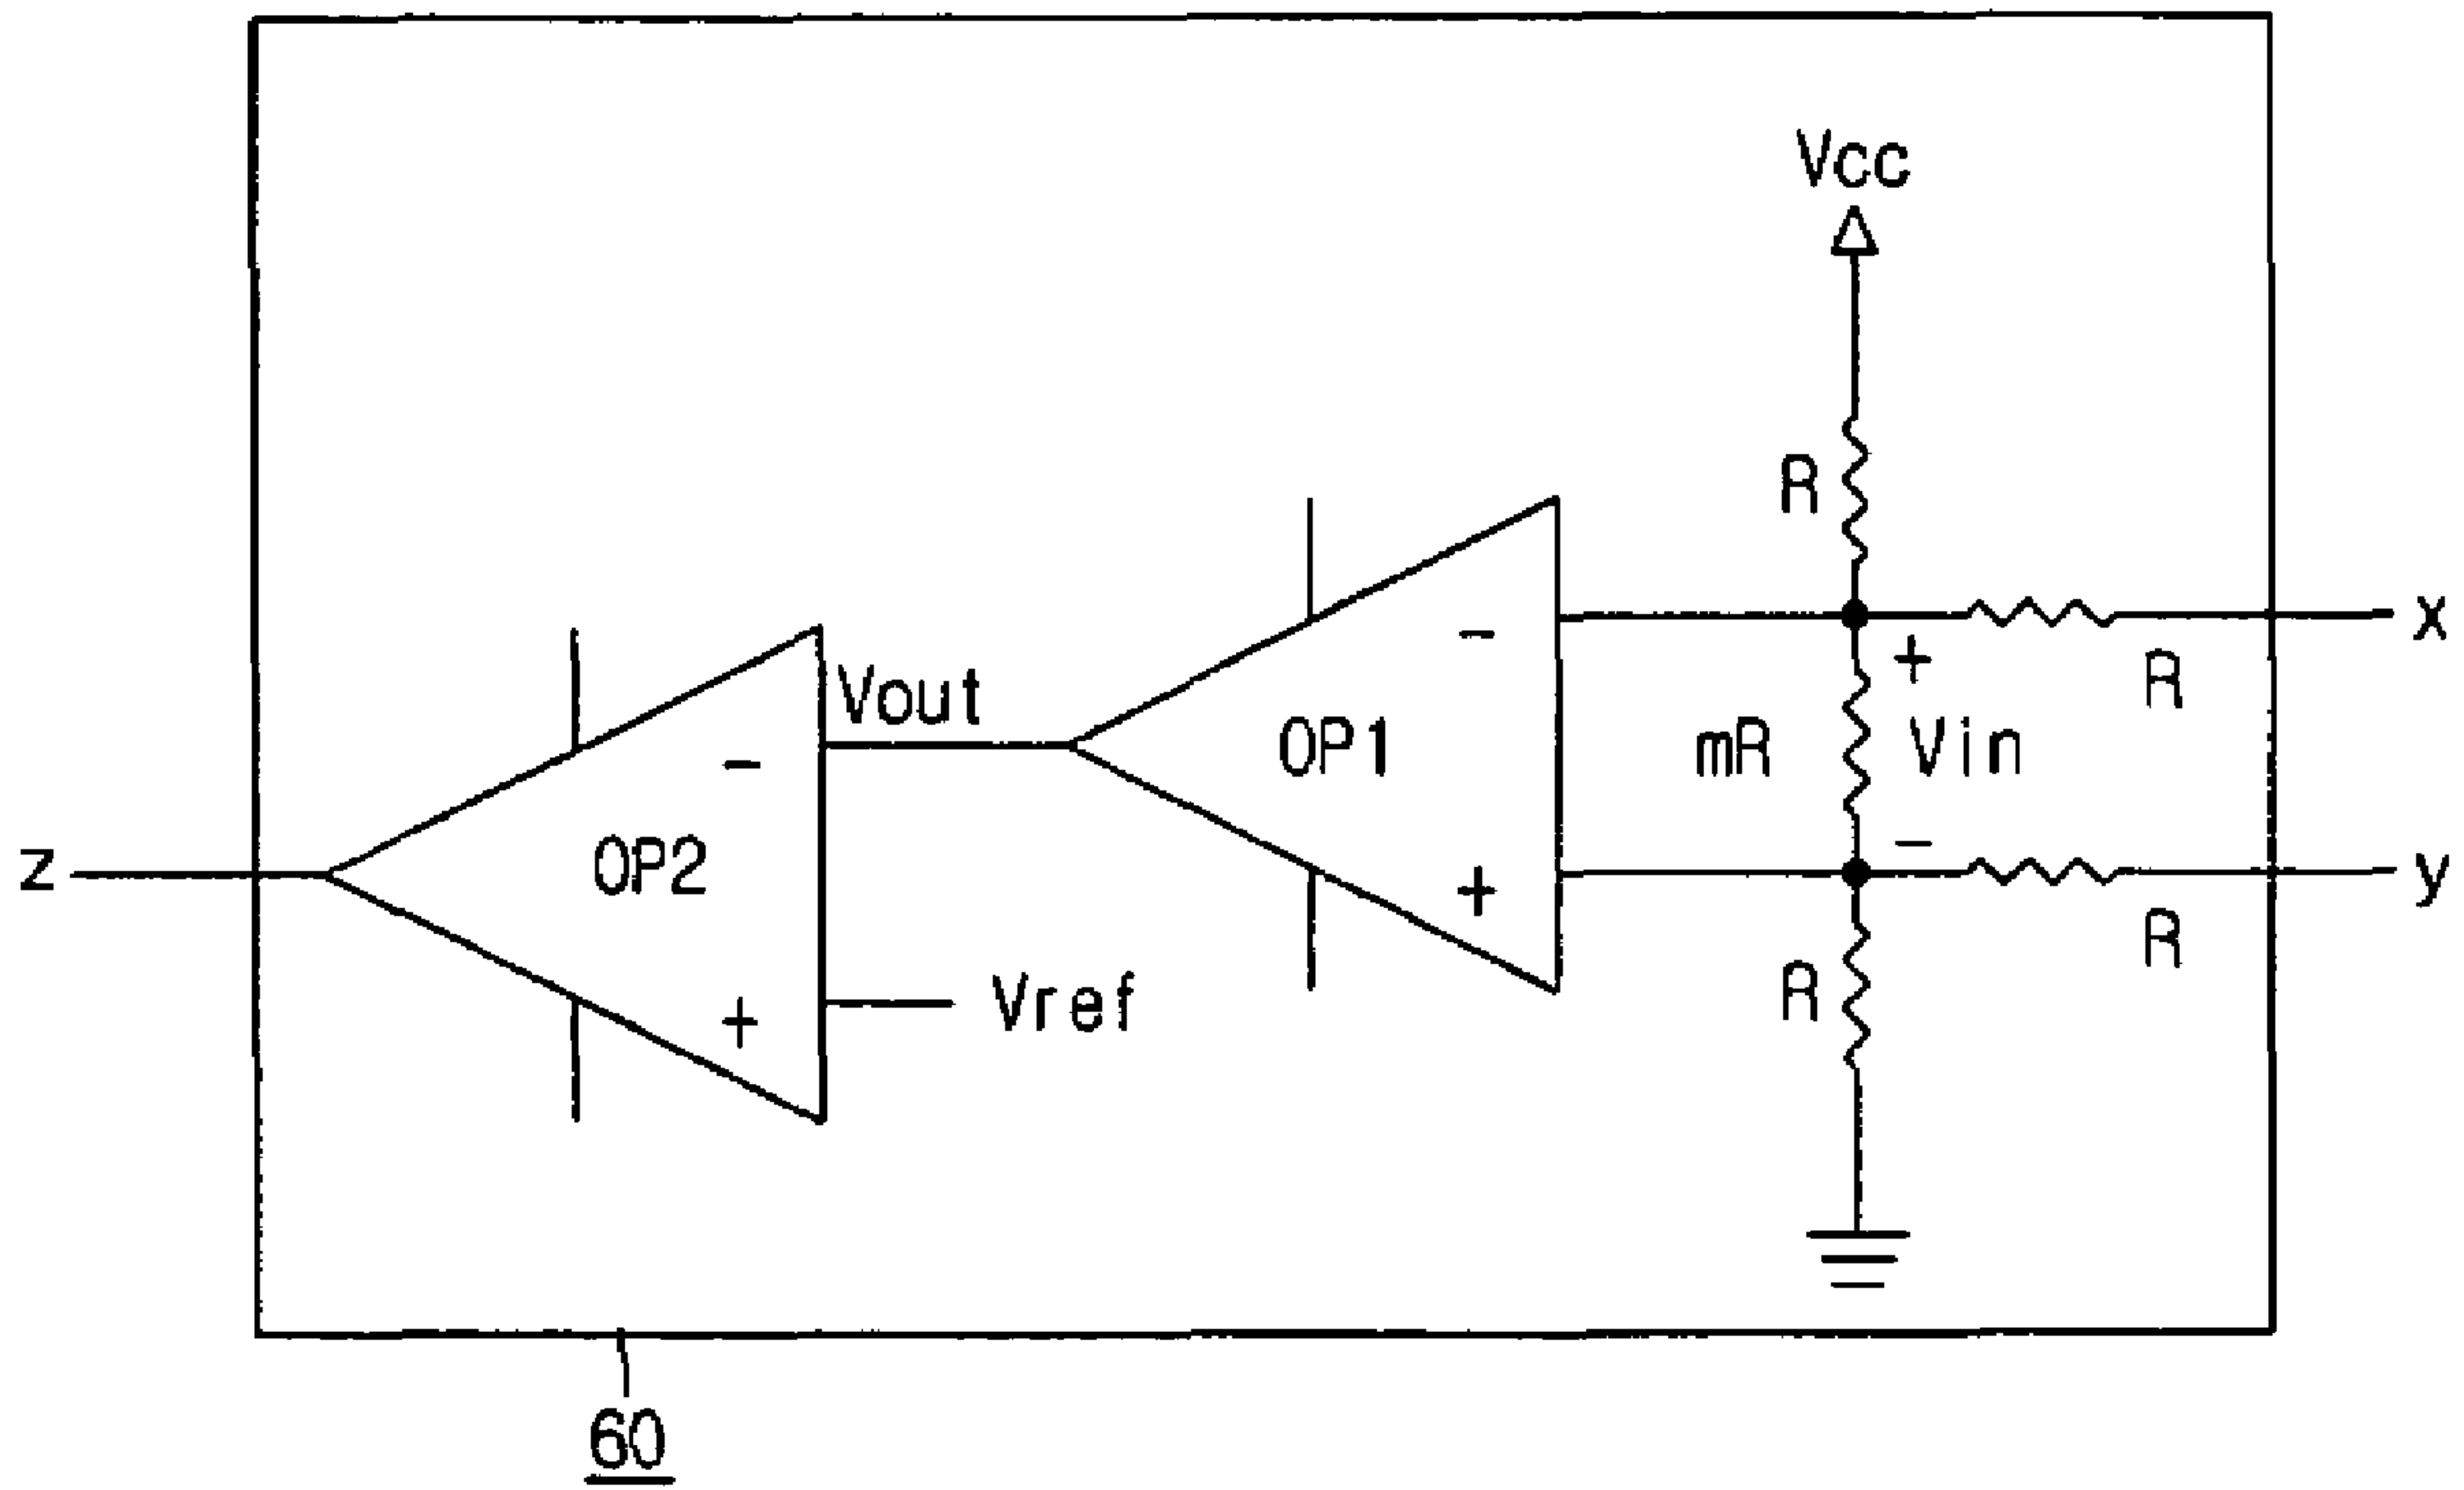 Vcc
R
x
R
+
-
Vout
-
OP1
mR
Vin
z
OP2
+
-
y
R
R
+
Vref
60